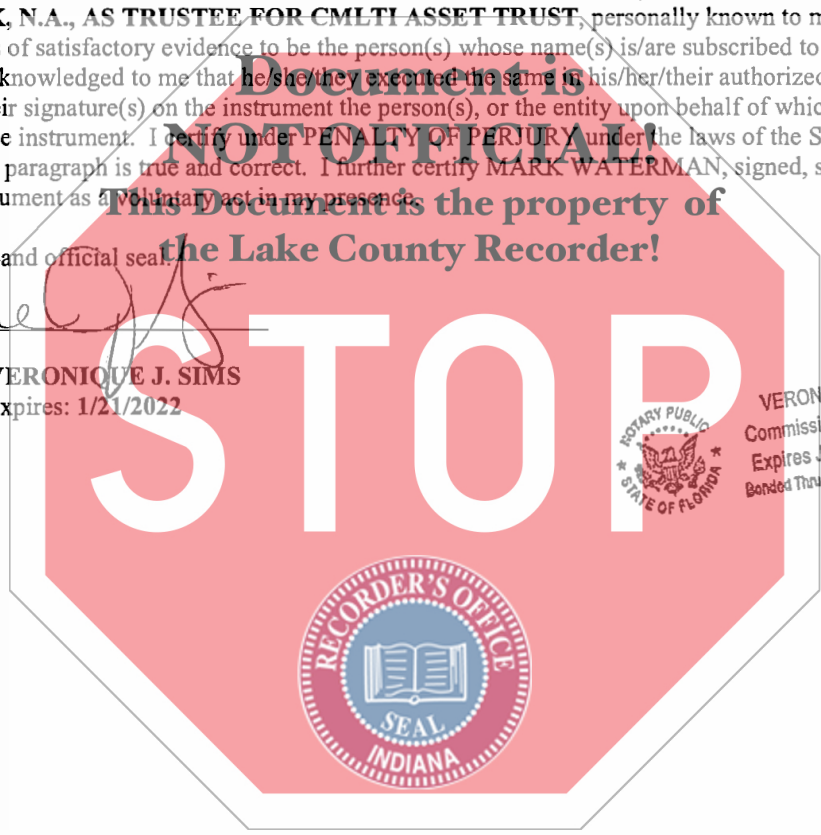 K, N.A., AS TRUSTEE FOR CMLTI ASSET TRUST, personally known to m
of satisfactory evidence to be the person(s) whose name(s) is/are subscribed to
knowledged to me that he/she/they executed the same in his/her/their authorized
ir signature(s) on the instrument the person(s), or the entity upon behalf of whic
e instrument. I certify under PENALTY OF PERJURY under the laws of the S
paragraph is true and correct. I further certify MARK WATERMAN, signed, s
ument as a voluntary act in my presence.
and official seal.
VERONIQUE J. SIMS
xpires: 1/21/2022
Document is
NOT OFFICIAL!
This Document is the property of
the Lake County Recorder!
STOP
NOTARY PUBLIC
STATE OF FLORIDA
VERON
Commissi
Expires J
Bonded Thru
RECORDER'S OFFICE
SEAL
INDIANA